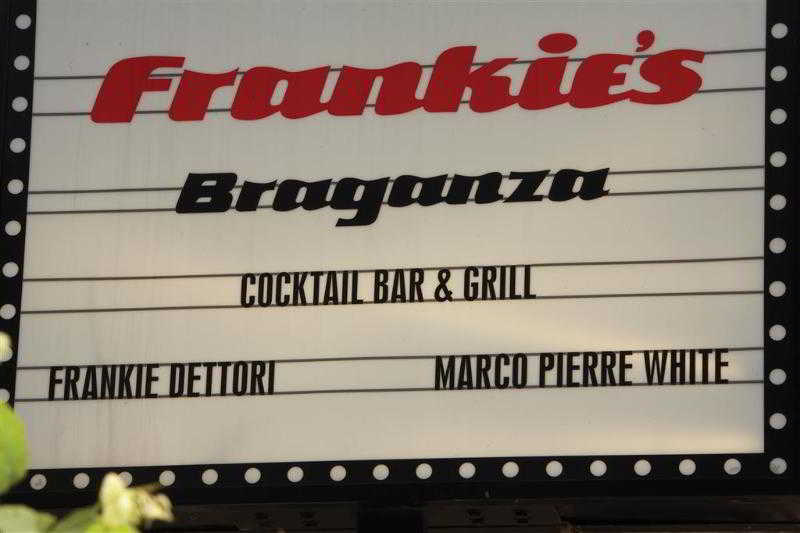 Frankie's
Braganza
COCKTAIL BAR & GRILL
FRANKIE DETTORI MARCO PIERRE WHITE